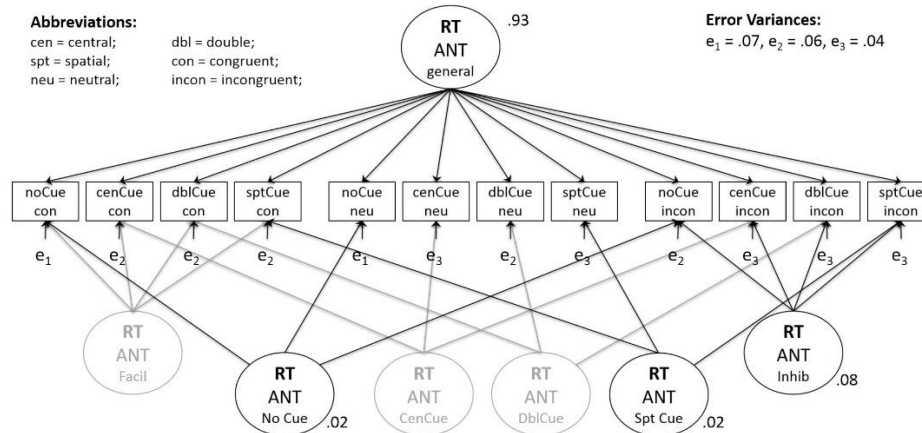 Abbreviations:
cen = central;
dbl = double;
spt = spatial;
con = congruent;
neu = neutral;
incon = incongruent;
RT
ANT
general
.93
Error Variances:
e1 = .07, e2 = .06, e3 = .04
noCue
con
cenCue
con
dblCue
con
sptCue
con
noCue
neu
cenCue
neu
dblCue
neu
sptCue
neu
noCue
incon
cenCue
incon
dblCue
incon
sptCue
incon
e1
e2
e2
e2
e1
e3
e2
e3
e2
e3
e3
e3
RT
ANT
Facil
RT
ANT
No Cue
.02
RT
ANT
CenCue
RT
ANT
DblCue
RT
ANT
Spt Cue
.02
RT
ANT
Inhib
.08